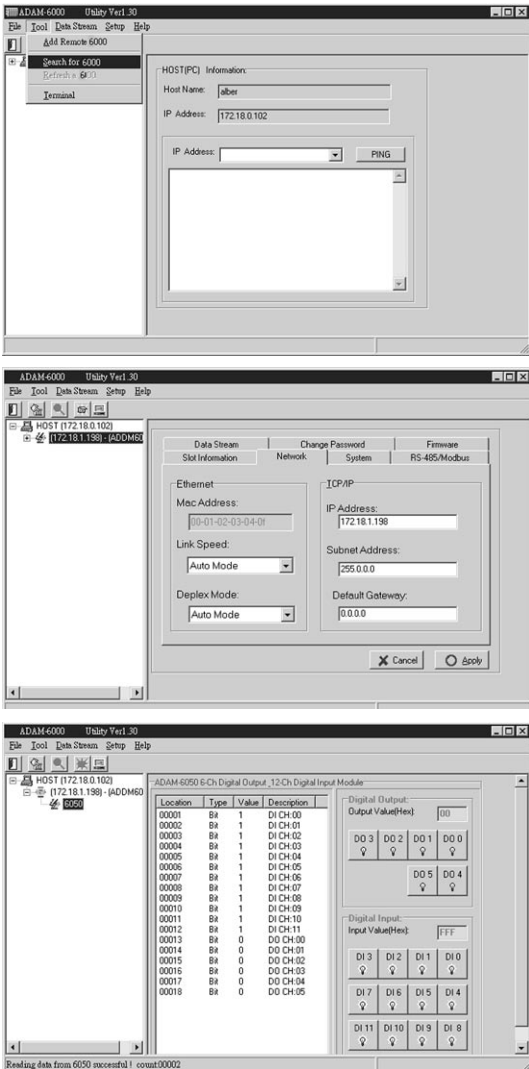 ADAM-6000 Utility Ver1.30
File Tool Data Stream Setup Help
Add Remote 6000
Search for 6000
Terminal
HOST(PC) Information:
Host Name: alber
IP Address: 172.18.0.102
IP Address: PING
ADAM-6000 Utility Ver1.30
File Tool Data Stream Setup Help
HOST (172.18.0.102)
(172.18.1.198) - (ADDM60
Data Stream Change Password Firmware
Slot Information Network System RS-485/Modbus
Ethernet
Mac Address:
00-01-02-03-04-0f
Link Speed:
Auto Mode
Deplex Mode:
Auto Mode
TCP/IP
IP Address:
172.18.1.198
Subnet Address:
255.0.0.0
Default Gateway:
0.0.0.0
Cancel Apply
ADAM-6000 Utility Ver1.30
File Tool Data Stream Setup Help
HOST (172.18.0.102)
(172.18.1.198) - (ADDM60
6050
ADAM-6050 6-Ch Digital Output_12-Ch Digital Input Module
Location Type Value Description
00001 Bit 1 DI CH:00
00002 Bit 1 DI CH:01
00003 Bit 1 DI CH:02
00004 Bit 1 DI CH:03
00005 Bit 1 DI CH:04
00006 Bit 1 DI CH:05
00007 Bit 1 DI CH:06
00008 Bit 1 DI CH:07
00009 Bit 1 DI CH:08
00010 Bit 1 DI CH:09
00011 Bit 1 DI CH:10
00012 Bit 1 DI CH:11
00013 Bit 0 DO CH:00
00014 Bit 0 DO CH:01
00015 Bit 0 DO CH:02
00016 Bit 0 DO CH:03
00017 Bit 0 DO CH:04
00018 Bit 0 DO CH:05
Digital Output:
Output Value(Hex): 00
DO 3 DO 2 DO 1 DO 0
DO 5 DO 4
Digital Input:
Input Value(Hex): FFF
DI 3 DI 2 DI 1 DI 0
DI 7 DI 6 DI 5 DI 4
DI 11 DI 10 DI 9 DI 8
Reading data from 6050 successful ! count:00002